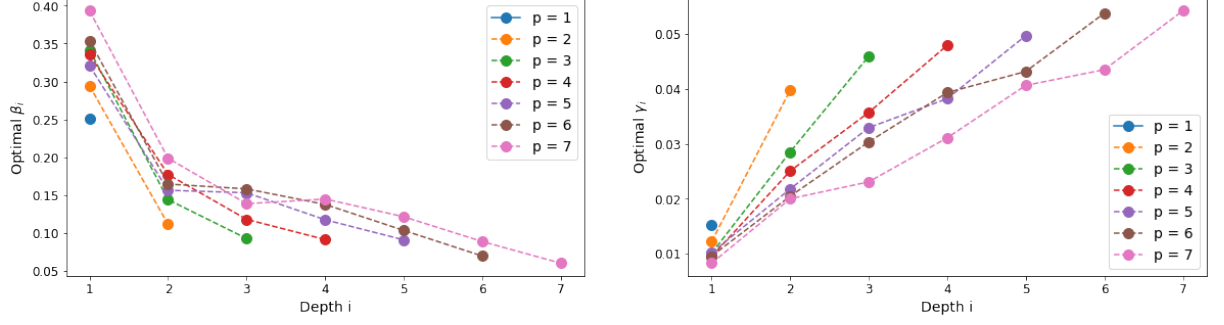 0.40
0.35
0.30
0.25
0.20
0.15
0.10
0.05
Optimal βᵢ
1 2 3 4 5 6 7
Depth i
p = 1
p = 2
p = 3
p = 4
p = 5
p = 6
p = 7
0.05
0.04
0.03
0.02
0.01
Optimal γᵢ
1 2 3 4 5 6 7
Depth i
p = 1
p = 2
p = 3
p = 4
p = 5
p = 6
p = 7